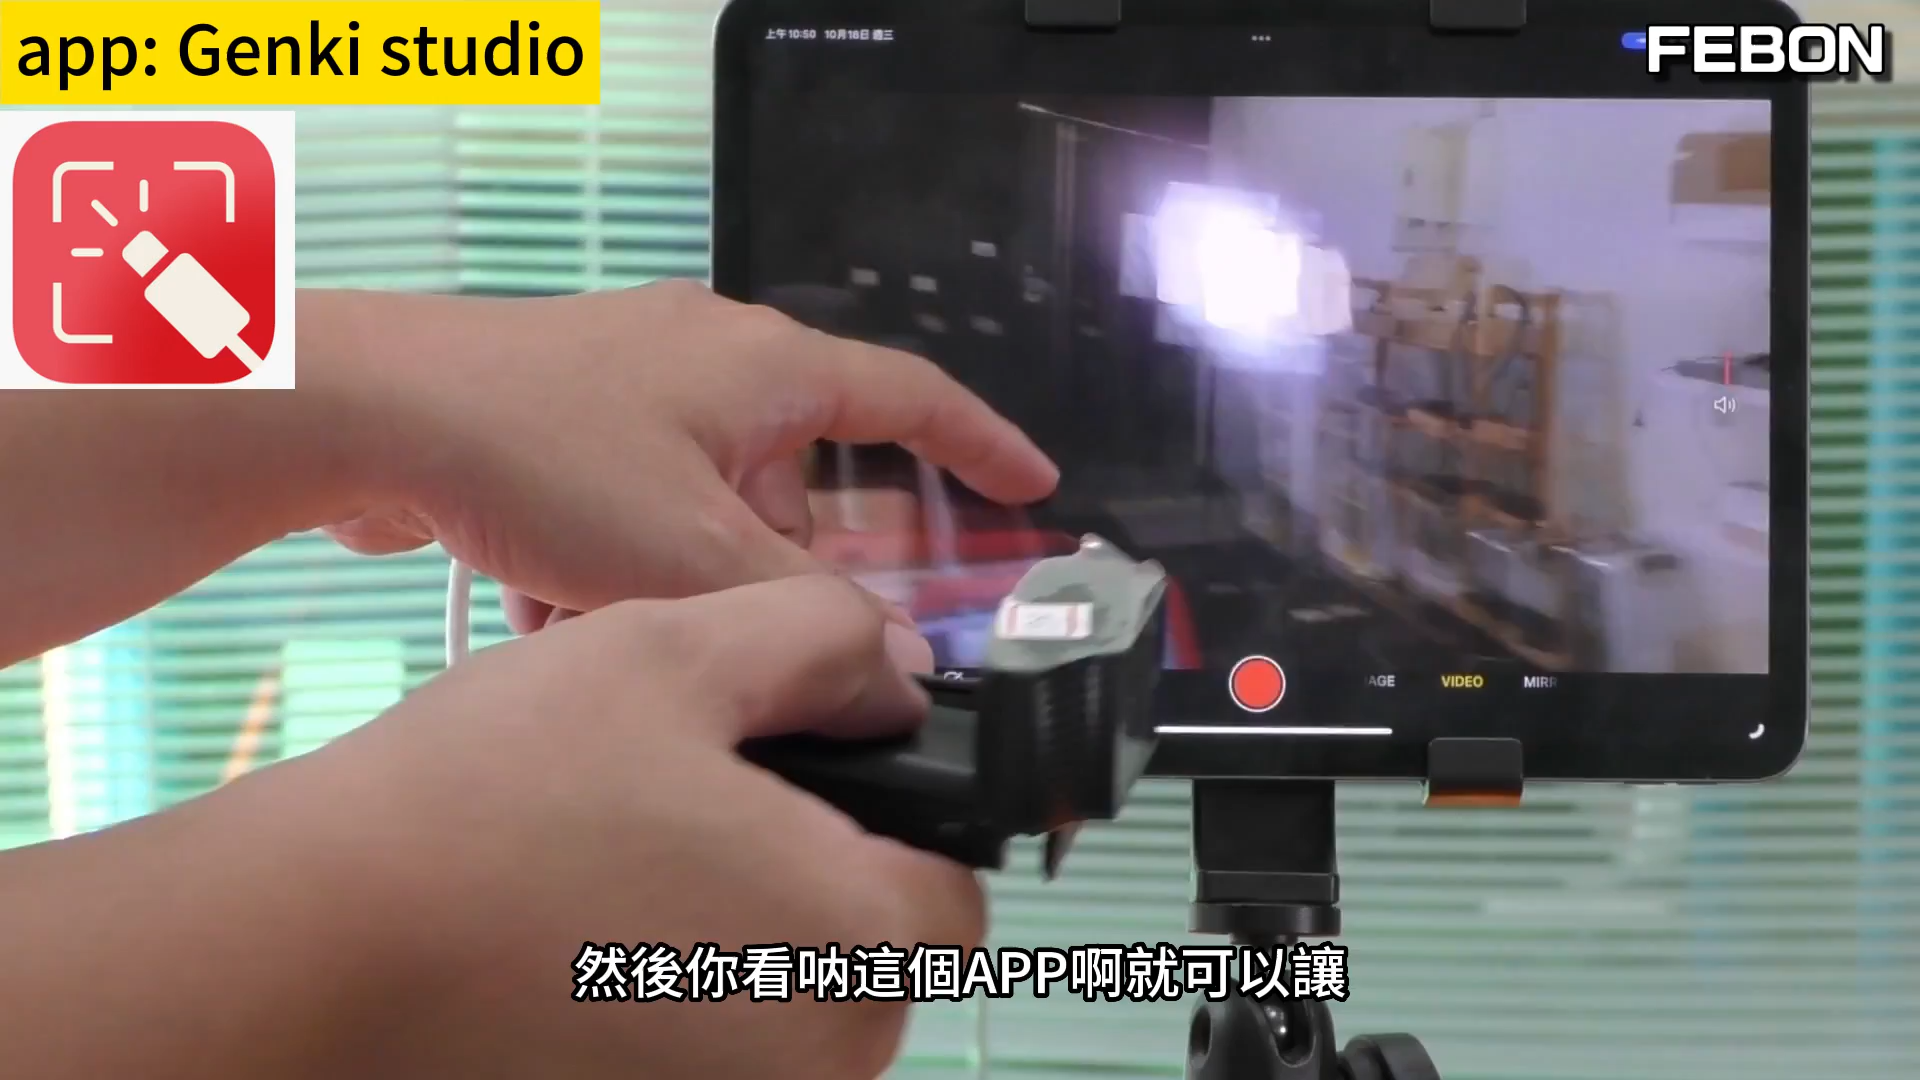 app: Genki studio
上午10:50 10月18日 週三
FEBON
AGE VIDEO MIRR
然後你看呐這個APP啊就可以讓